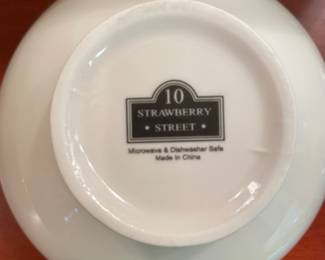 10
STRAWBERRY
• STREET •
Microwave & Dishwasher Safe
Made In China